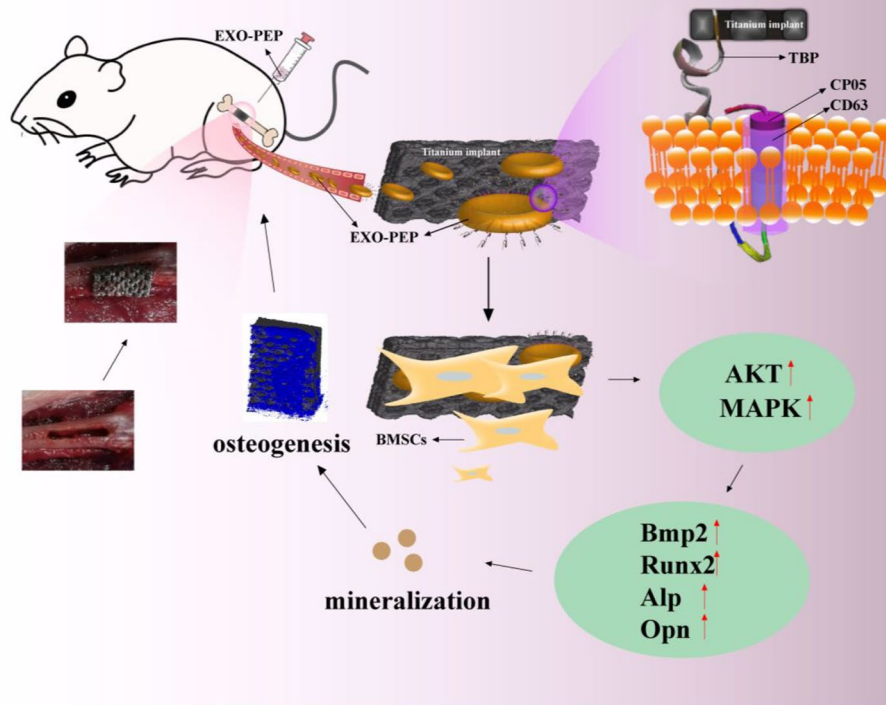 EXO-PEP
Titanium implant
TBP
CP05
CD63
Titanium implant
EXO-PEP
BMSCs
AKT
MAPK
Bmp2
Runx2
Alp
Opn
mineralization
osteogenesis